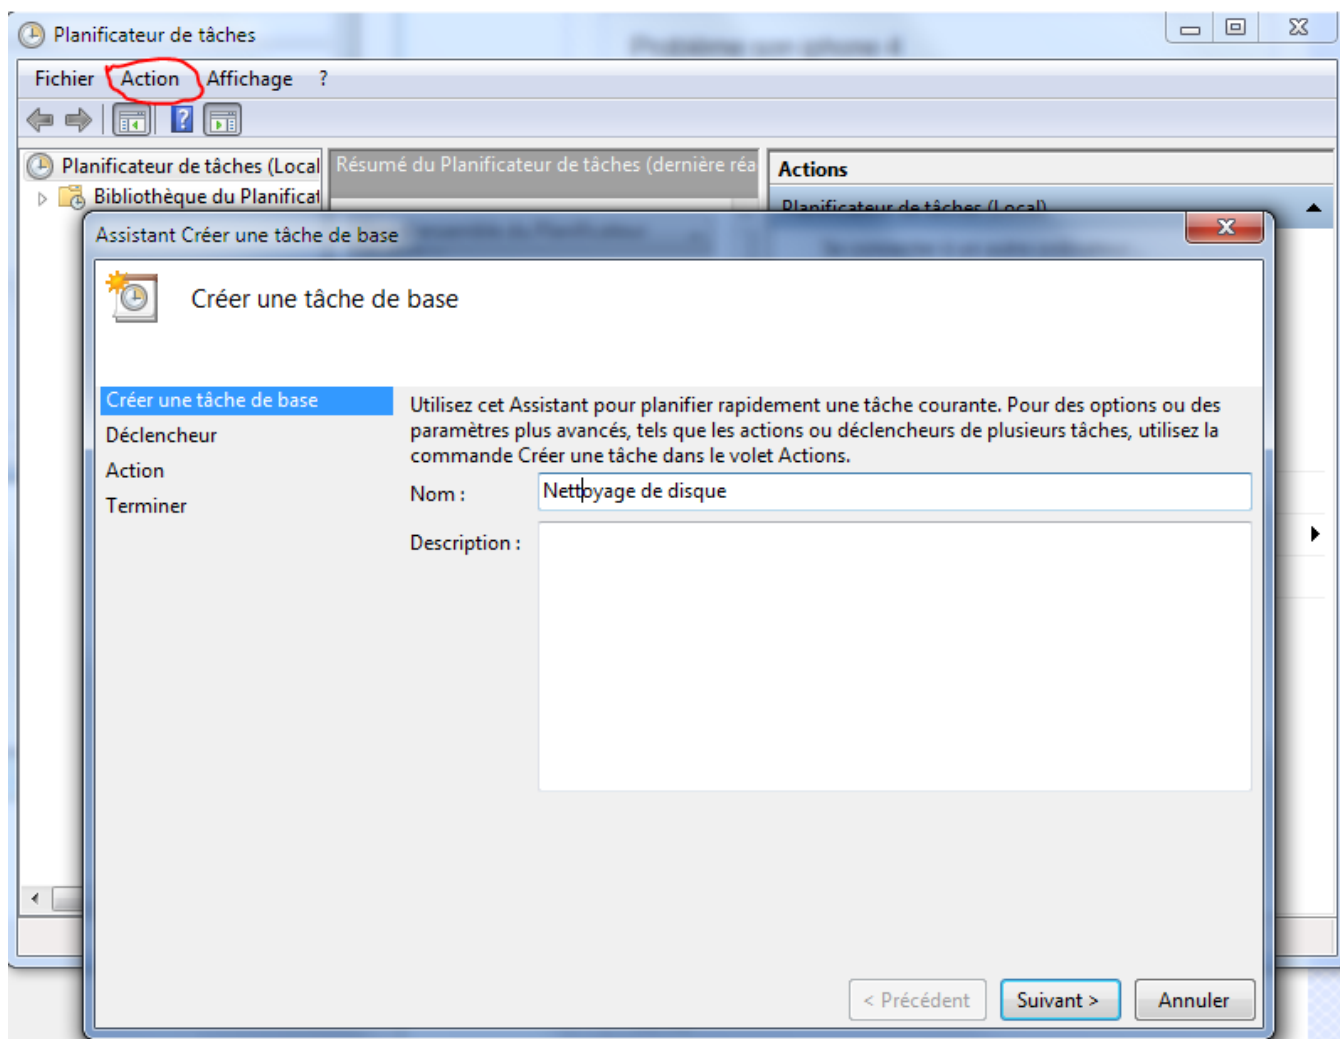 Planificateur de tâches
Problème son iphone 4
Fichier Action Affichage ?
Planificateur de tâches (Local
Résumé du Planificateur de tâches (dernière réa
Actions
Bibliothèque du Planificat
Planificateur de tâches (Local)
Assistant Créer une tâche de base
Créer une tâche de base
Créer une tâche de base
Déclencheur
Action
Terminer
Utilisez cet Assistant pour planifier rapidement une tâche courante. Pour des options ou des
paramètres plus avancés, tels que les actions ou déclencheurs de plusieurs tâches, utilisez la
commande Créer une tâche dans le volet Actions.
Nom : Nettoyage de disque
Description :
< Précédent Suivant > Annuler